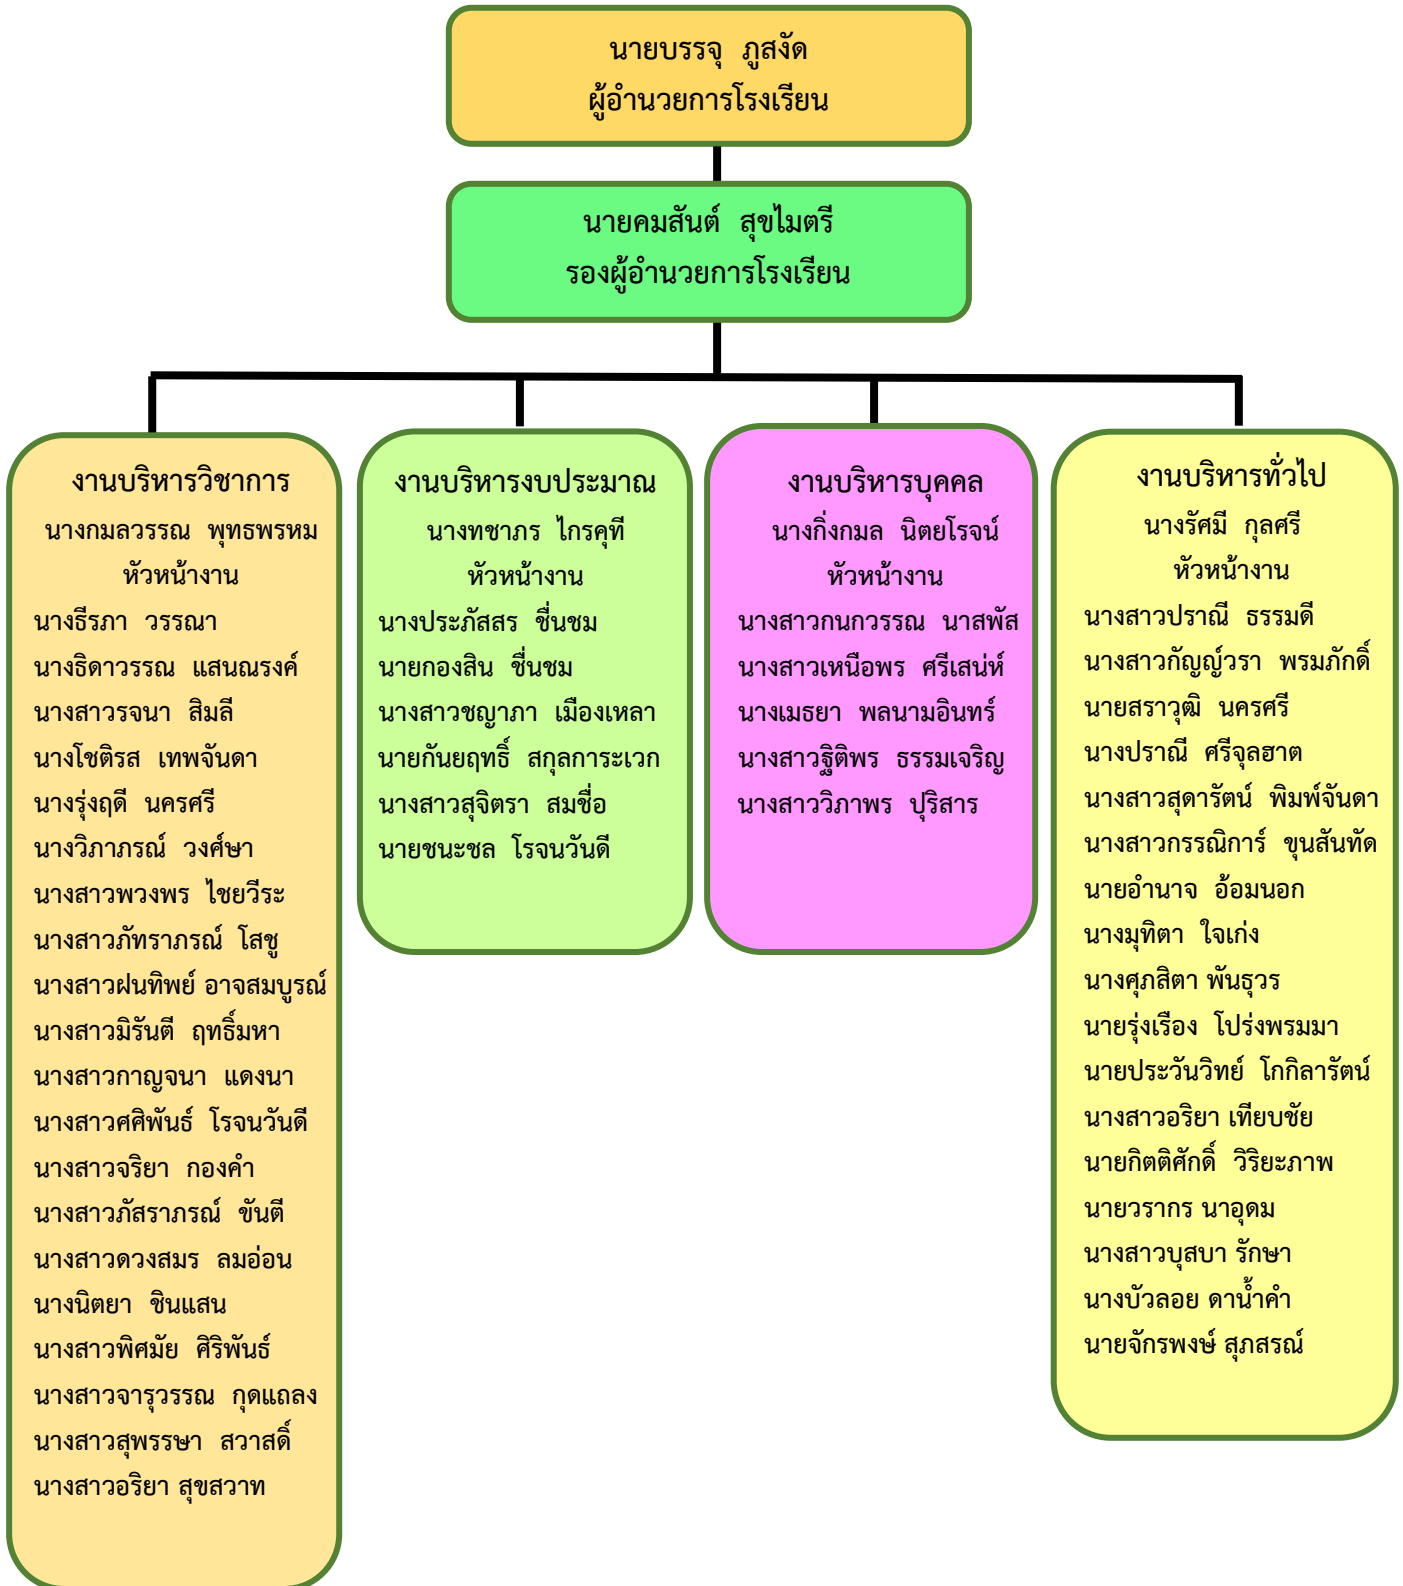 นายบรรจุ ภูสงัด
ผู้อำนวยการโรงเรียน
นายคมสันต์ สุขไมตรี
รองผู้อำนวยการโรงเรียน
งานบริหารวิชาการ
นางกมลวรรณ พุทธพรหม
หัวหน้างาน
นางธีรภา วรรณา
นางธิดาวรรณ แสนณรงค์
นางสาวรจนา สิมลี
นางโชติรส เทพจันดา
นางรุ่งฤดี นครศรี
นางวิภาภรณ์ วงศ์ษา
นางสาวพวงพร ไชยวีระ
นางสาวภัทราภรณ์ โสชู
นางสาวฝนทิพย์ อาจสมบูรณ์
นางสาวมิรันตี ฤทธิ์มหา
นางสาวกาญจนา แดงนา
นางสาวศศิพันธ์ โรจนวันดี
นางสาวจริยา กองคำ
นางสาวภัสราภรณ์ ขันตี
นางสาวดวงสมร ลมอ่อน
นางนิตยา ชินแสน
นางสาวพิศมัย ศิริพันธ์
นางสาวจารุวรรณ กุดแถลง
นางสาวสุพรรษา สวาสดิ์
นางสาวอริยา สุขสวาท
งานบริหารงบประมาณ
นางทชาภร ไกรคุที
หัวหน้างาน
นางประภัสสร ชื่นชม
นายกองสิน ชื่นชม
นางสาวชญาภา เมืองเหลา
นายกันยฤทธิ์ สกุลการะเวก
นางสาวสุจิตรา สมชื่อ
นายชนะชล โรจนวันดี
งานบริหารบุคคล
นางกิ่งกมล นิตยโรจน์
หัวหน้างาน
นางสาวกนกวรรณ นาสพัส
นางสาวเหนือพร ศรีเสน่ห์
นางเมธยา พลนามอินทร์
นางสาวฐิติพร ธรรมเจริญ
นางสาววิภาพร ปุริสาร
งานบริหารทั่วไป
นางรัศมี กุลศรี
หัวหน้างาน
นางสาวปราณี ธรรมดี
นางสาวกัญญ์วรา พรมภักดิ์
นายสราวุฒิ นครศรี
นางปราณี ศรีจุลฮาต
นางสาวสุดารัตน์ พิมพ์จันดา
นางสาวกรรณิการ์ ขุนสันทัด
นายอำนาจ อ้อมนอก
นางมุทิตา ใจเก่ง
นางศุภสิตา พันธุวร
นายรุ่งเรือง โปร่งพรมมา
นายประวันวิทย์ โกกิลารัตน์
นางสาวอริยา เทียบชัย
นายกิตติศักดิ์ วิริยะภาพ
นายวรากร นาอุดม
นางสาวบุสบา รักษา
นางบัวลอย ดาน้ำคำ
นายจักรพงษ์ สุภสรณ์